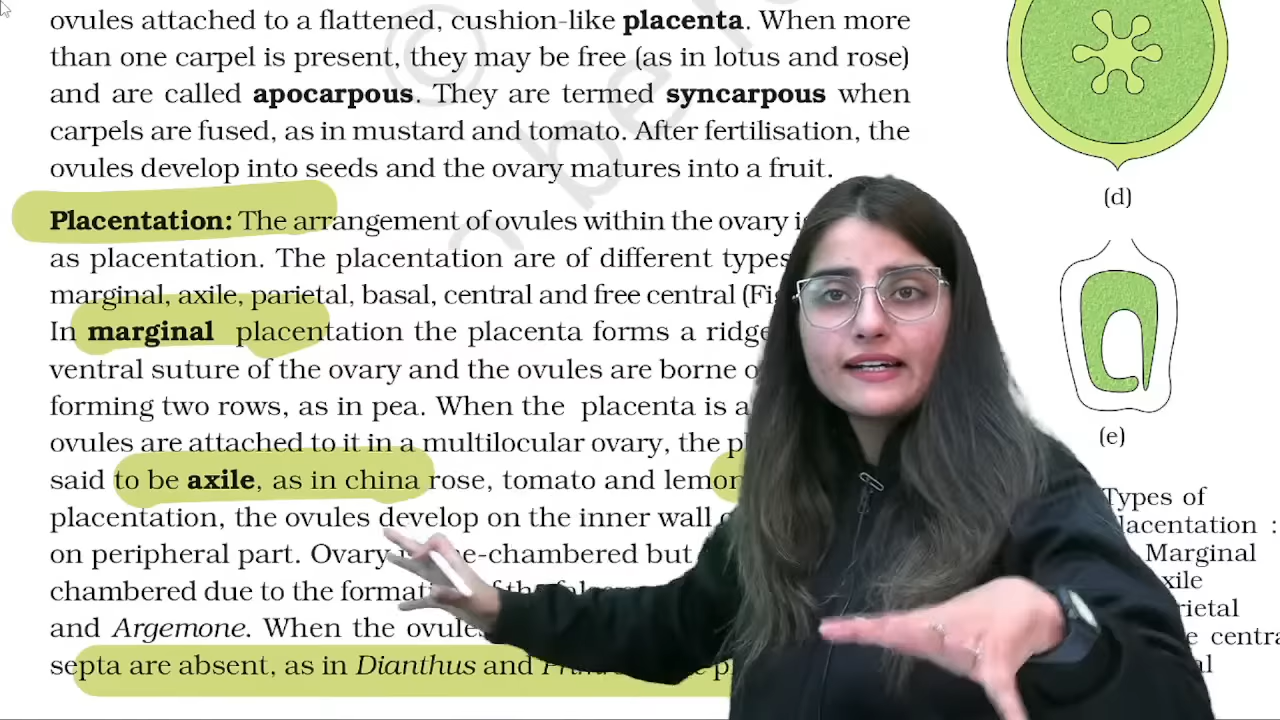 ovules attached to a flattened, cushion-like placenta. When more
than one carpel is present, they may be free (as in lotus and rose)
and are called apocarpous. They are termed syncarpous when
carpels are fused, as in mustard and tomato. After fertilisation, the
ovules develop into seeds and the ovary matures into a fruit.
Placentation: The arrangement of ovules within the ovary
as placentation. The placentation are of different types
marginal, axile, parietal, basal, central and free central
In marginal placentation the placenta forms a ridge
ventral suture of the ovary and the ovules are borne
forming two rows, as in pea. When the placenta is
ovules are attached to it in a multilocular ovary, the
said to be axile, as in china rose, tomato and lemon
placentation, the ovules develop on the inner wall
on peripheral part. Ovary -chambered but
chambered due to the
and Argemone. When the
septa are absent, as in Dianthus and
(d)
(e)
Types of
:
Marginal